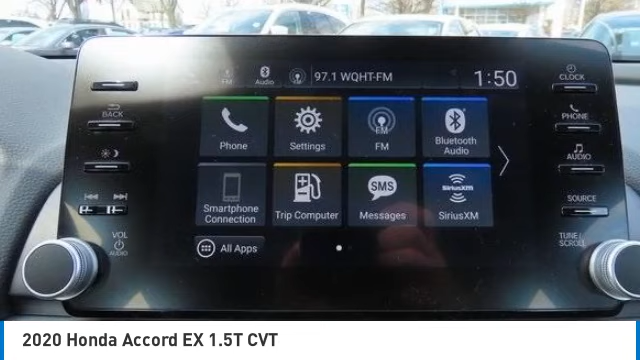 FM
Audio
97.1 WQHT-FM
1:50
CLOCK
BACK
PHONE
AUDIO
SOURCE
VOL
AUDIO
TUNE/
SCROLL
Phone
Settings
FM
FM
Bluetooth
Audio
Smartphone
Connection
Trip Computer
SMS
Messages
SiriusXM
SiriusXM
All Apps
2020 Honda Accord EX 1.5T CVT